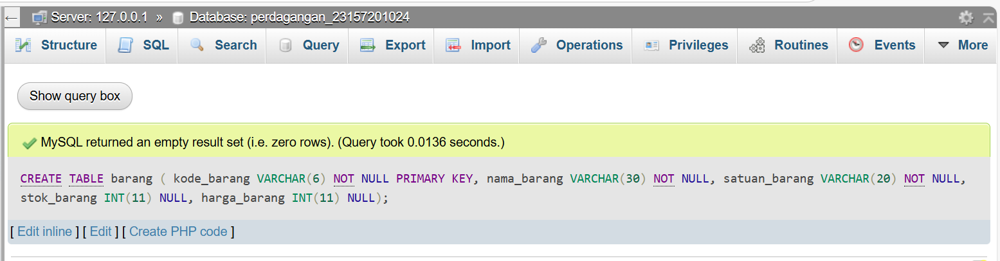 ← Server: 127.0.0.1 » Database: perdagangan_23157201024
Structure SQL Search Query Export Import Operations Privileges Routines Events More
Show query box
MySQL returned an empty result set (i.e. zero rows). (Query took 0.0136 seconds.)
CREATE TABLE barang ( kode_barang VARCHAR(6) NOT NULL PRIMARY KEY, nama_barang VARCHAR(30) NOT NULL, satuan_barang VARCHAR(20) NOT NULL,
stok_barang INT(11) NULL, harga_barang INT(11) NULL);
[ Edit inline ] [ Edit ] [ Create PHP code ]